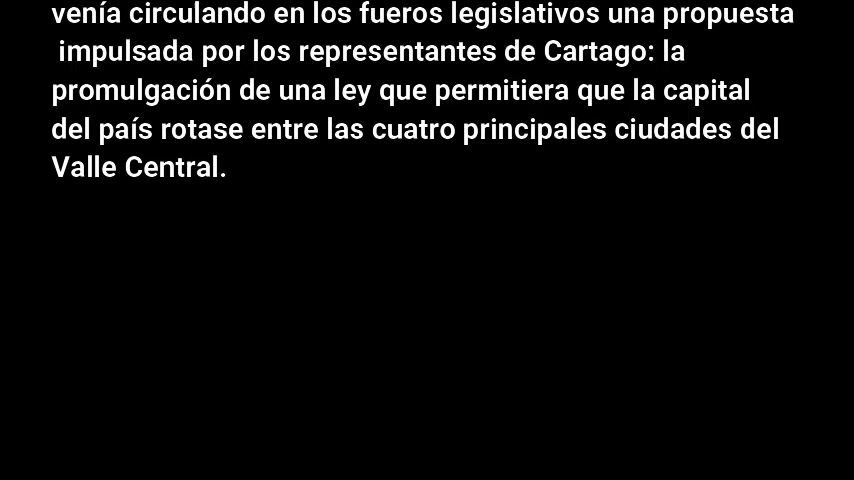 venía circulando en los fueros legislativos una propuesta
impulsada por los representantes de Cartago: la
promulgación de una ley que permitiera que la capital
del país rotase entre las cuatro principales ciudades del
Valle Central.